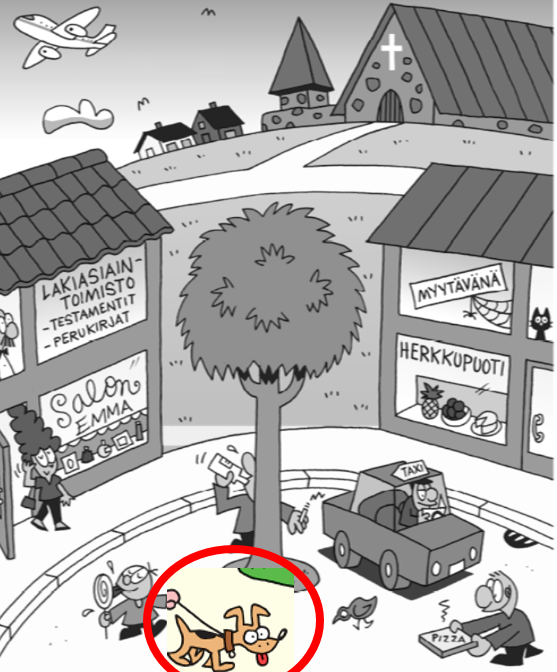 LAKIASIAIN-
TOIMISTO
-TESTAMENTIT
-PERUKIRJAT
Salon
EMMA
MYYTÄVÄNÄ
HERKKUPUOTI
TAXI
PIZZA